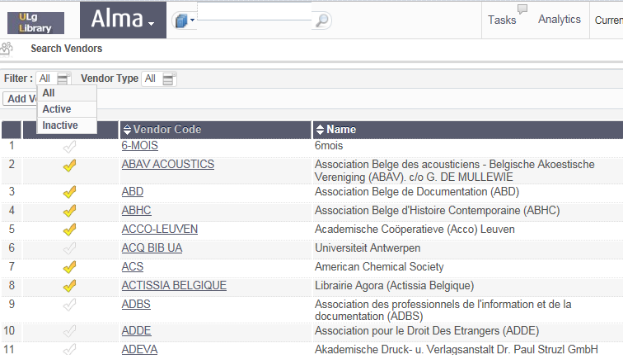 ULg
Library
Alma
Tasks
Analytics
Curren
Search Vendors
Filter : All Vendor Type All
All
Active
Inactive
Add Ve
Vendor Code Name
1 6-MOIS 6mois
2 ABAV ACOUSTICS Association Belge des acousticiens - Belgische Akoestische
Vereniging (ABAV). c/o G. DE MULLEWIE
3 ABD Association Belge de Documentation (ABD)
4 ABHC Association Belge d'Histoire Contemporaine (ABHC)
5 ACCO-LEUVEN Academische Coöperatieve (Acco) Leuven
6 ACQ BIB UA Universiteit Antwerpen
7 ACS American Chemical Society
8 ACTISSIA BELGIQUE Librairie Agora (Actissia Belgique)
9 ADBS Association des professionnels de l'information et de la
documentation (ADBS)
10 ADDE Association pour le Droit Des Etrangers (ADDE)
11 ADEVA Akademische Druck- u. Verlagsanstalt Dr. Paul Struzl GmbH